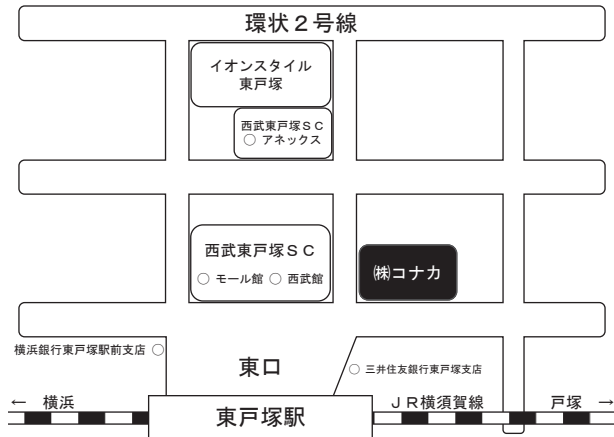 環状２号線
イオンスタイル
東戸塚
西武東戸塚ＳＣ
○ アネックス
西武東戸塚ＳＣ
○ モール館 ○ 西武館
㈱コナカ
横浜銀行東戸塚駅前支店 ○
東口
○ 三井住友銀行東戸塚支店
← 横浜
ＪＲ横須賀線
戸塚 →
東戸塚駅